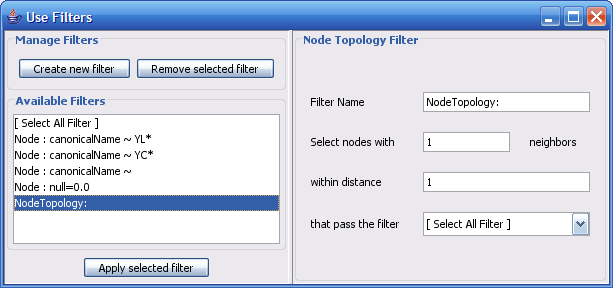 Use Filters
Manage Filters
Create new filter Remove selected filter
Available Filters
[ Select All Filter ]
Node : canonicalName ~ YL*
Node : canonicalName ~ YC*
Node : canonicalName ~
Node : null=0.0
NodeTopology:
Apply selected filter
Node Topology Filter
Filter Name NodeTopology:
Select nodes with 1 neighbors
within distance 1
that pass the filter [ Select All Filter ]